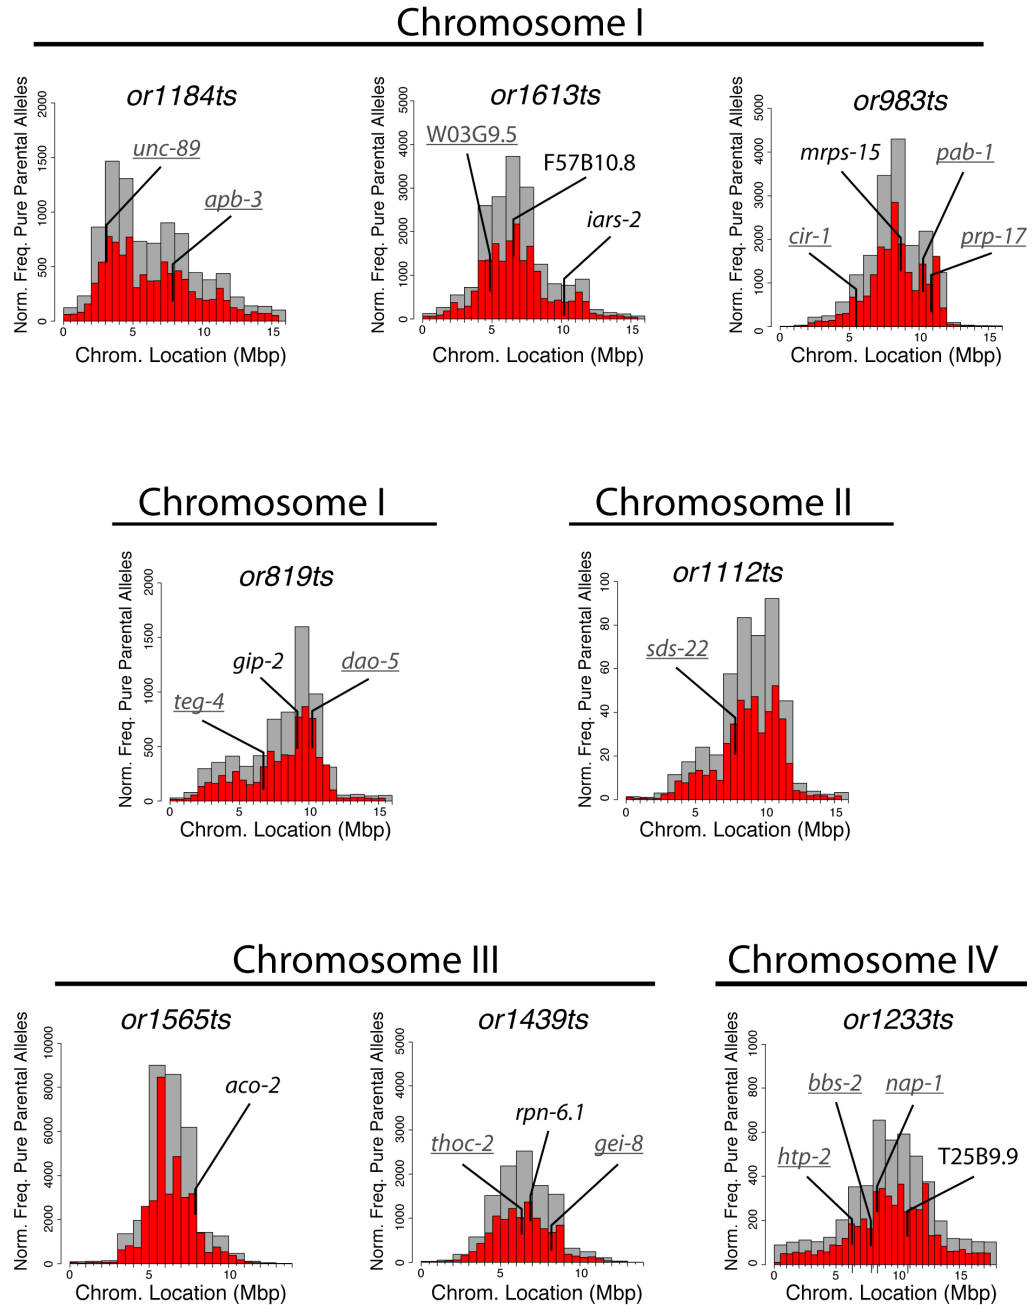 Chromosome I
or1184ts
Norm. Freq. Pure Parental Alleles
2000
1500
1000
500
0
unc-89
apb-3
0 5 10 15
Chrom. Location (Mbp)
or1613ts
Norm. Freq. Pure Parental Alleles
5000
4000
3000
2000
1000
0
W03G9.5
F57B10.8
iars-2
0 5 10 15
Chrom. Location (Mbp)
or983ts
Norm. Freq. Pure Parental Alleles
5000
4000
3000
2000
1000
0
mrps-15
pab-1
cir-1
prp-17
0 5 10 15
Chrom. Location (Mbp)
Chromosome I
or819ts
Norm. Freq. Pure Parental Alleles
2000
1500
1000
500
0
gip-2
dao-5
teg-4
0 5 10 15
Chrom. Location (Mbp)
Chromosome II
or1112ts
Norm. Freq. Pure Parental Alleles
100
80
60
40
20
0
sds-22
0 5 10 15
Chrom. Location (Mbp)
Chromosome III
or1565ts
Norm. Freq. Pure Parental Alleles
10000
8000
6000
4000
2000
0
aco-2
0 5 10
Chrom. Location (Mbp)
or1439ts
Norm. Freq. Pure Parental Alleles
5000
4000
3000
2000
1000
0
rpn-6.1
thoc-2
gei-8
0 5 10
Chrom. Location (Mbp)
Chromosome IV
or1233ts
Norm. Freq. Pure Parental Alleles
1000
800
600
400
200
0
bbs-2
nap-1
htp-2
T25B9.9
0 5 10 15
Chrom. Location (Mbp)